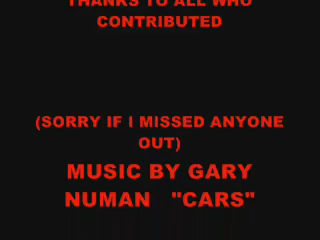 THANKS TO ALL WHO
CONTRIBUTED
(SORRY IF I MISSED ANYONE
OUT)
MUSIC BY GARY
NUMAN "CARS"